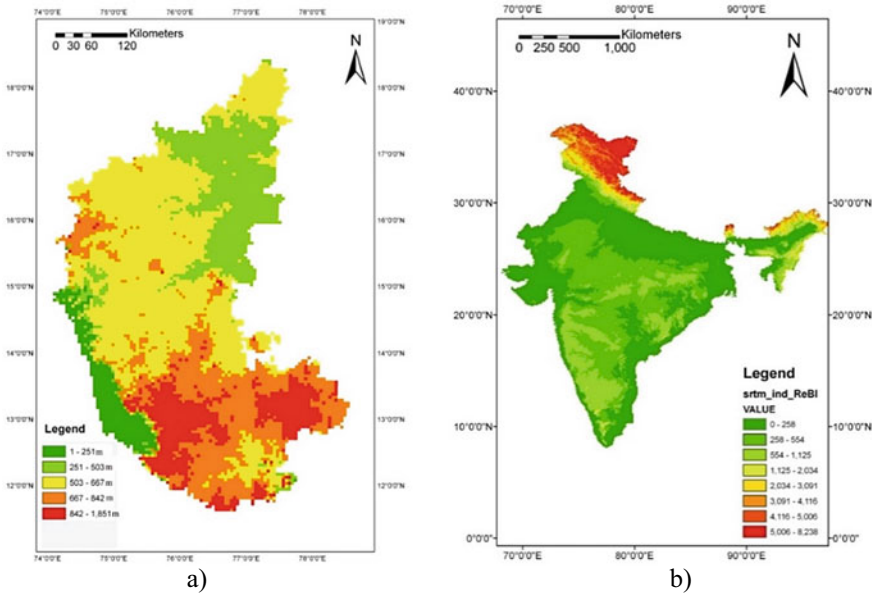 74°0'0"E 75°0'0"E 76°0'0"E 77°0'0"E 78°0'0"E
Kilometers
0 30 60 120
N
19°0'0"N
18°0'0"N 18°0'0"N
17°0'0"N 17°0'0"N
16°0'0"N 16°0'0"N
15°0'0"N 15°0'0"N
14°0'0"N 14°0'0"N
13°0'0"N 13°0'0"N
12°0'0"N 12°0'0"N
Legend
1 - 251m
251 - 503 m
503 - 667m
667 - 842 m
842 - 1,851m
74°0'0"E 75°0'0"E 76°0'0"E 77°0'0"E 78°0'0"E
a)
70°0'0"E 80°0'0"E 90°0'0"E
Kilometers
0 250 500 1,000
N
40°0'0"N 40°0'0"N
30°0'0"N 30°0'0"N
20°0'0"N 20°0'0"N
10°0'0"N 10°0'0"N
0°0'0" 0°0'0"
Legend
srtm_ind_ReBI
VALUE
0 - 258
258 - 554
554 - 1,125
1,125 - 2,034
2,034 - 3,091
3,091 - 4,116
4,116 - 5,006
5,006 - 8,238
70°0'0"E 80°0'0"E 90°0'0"E
b)